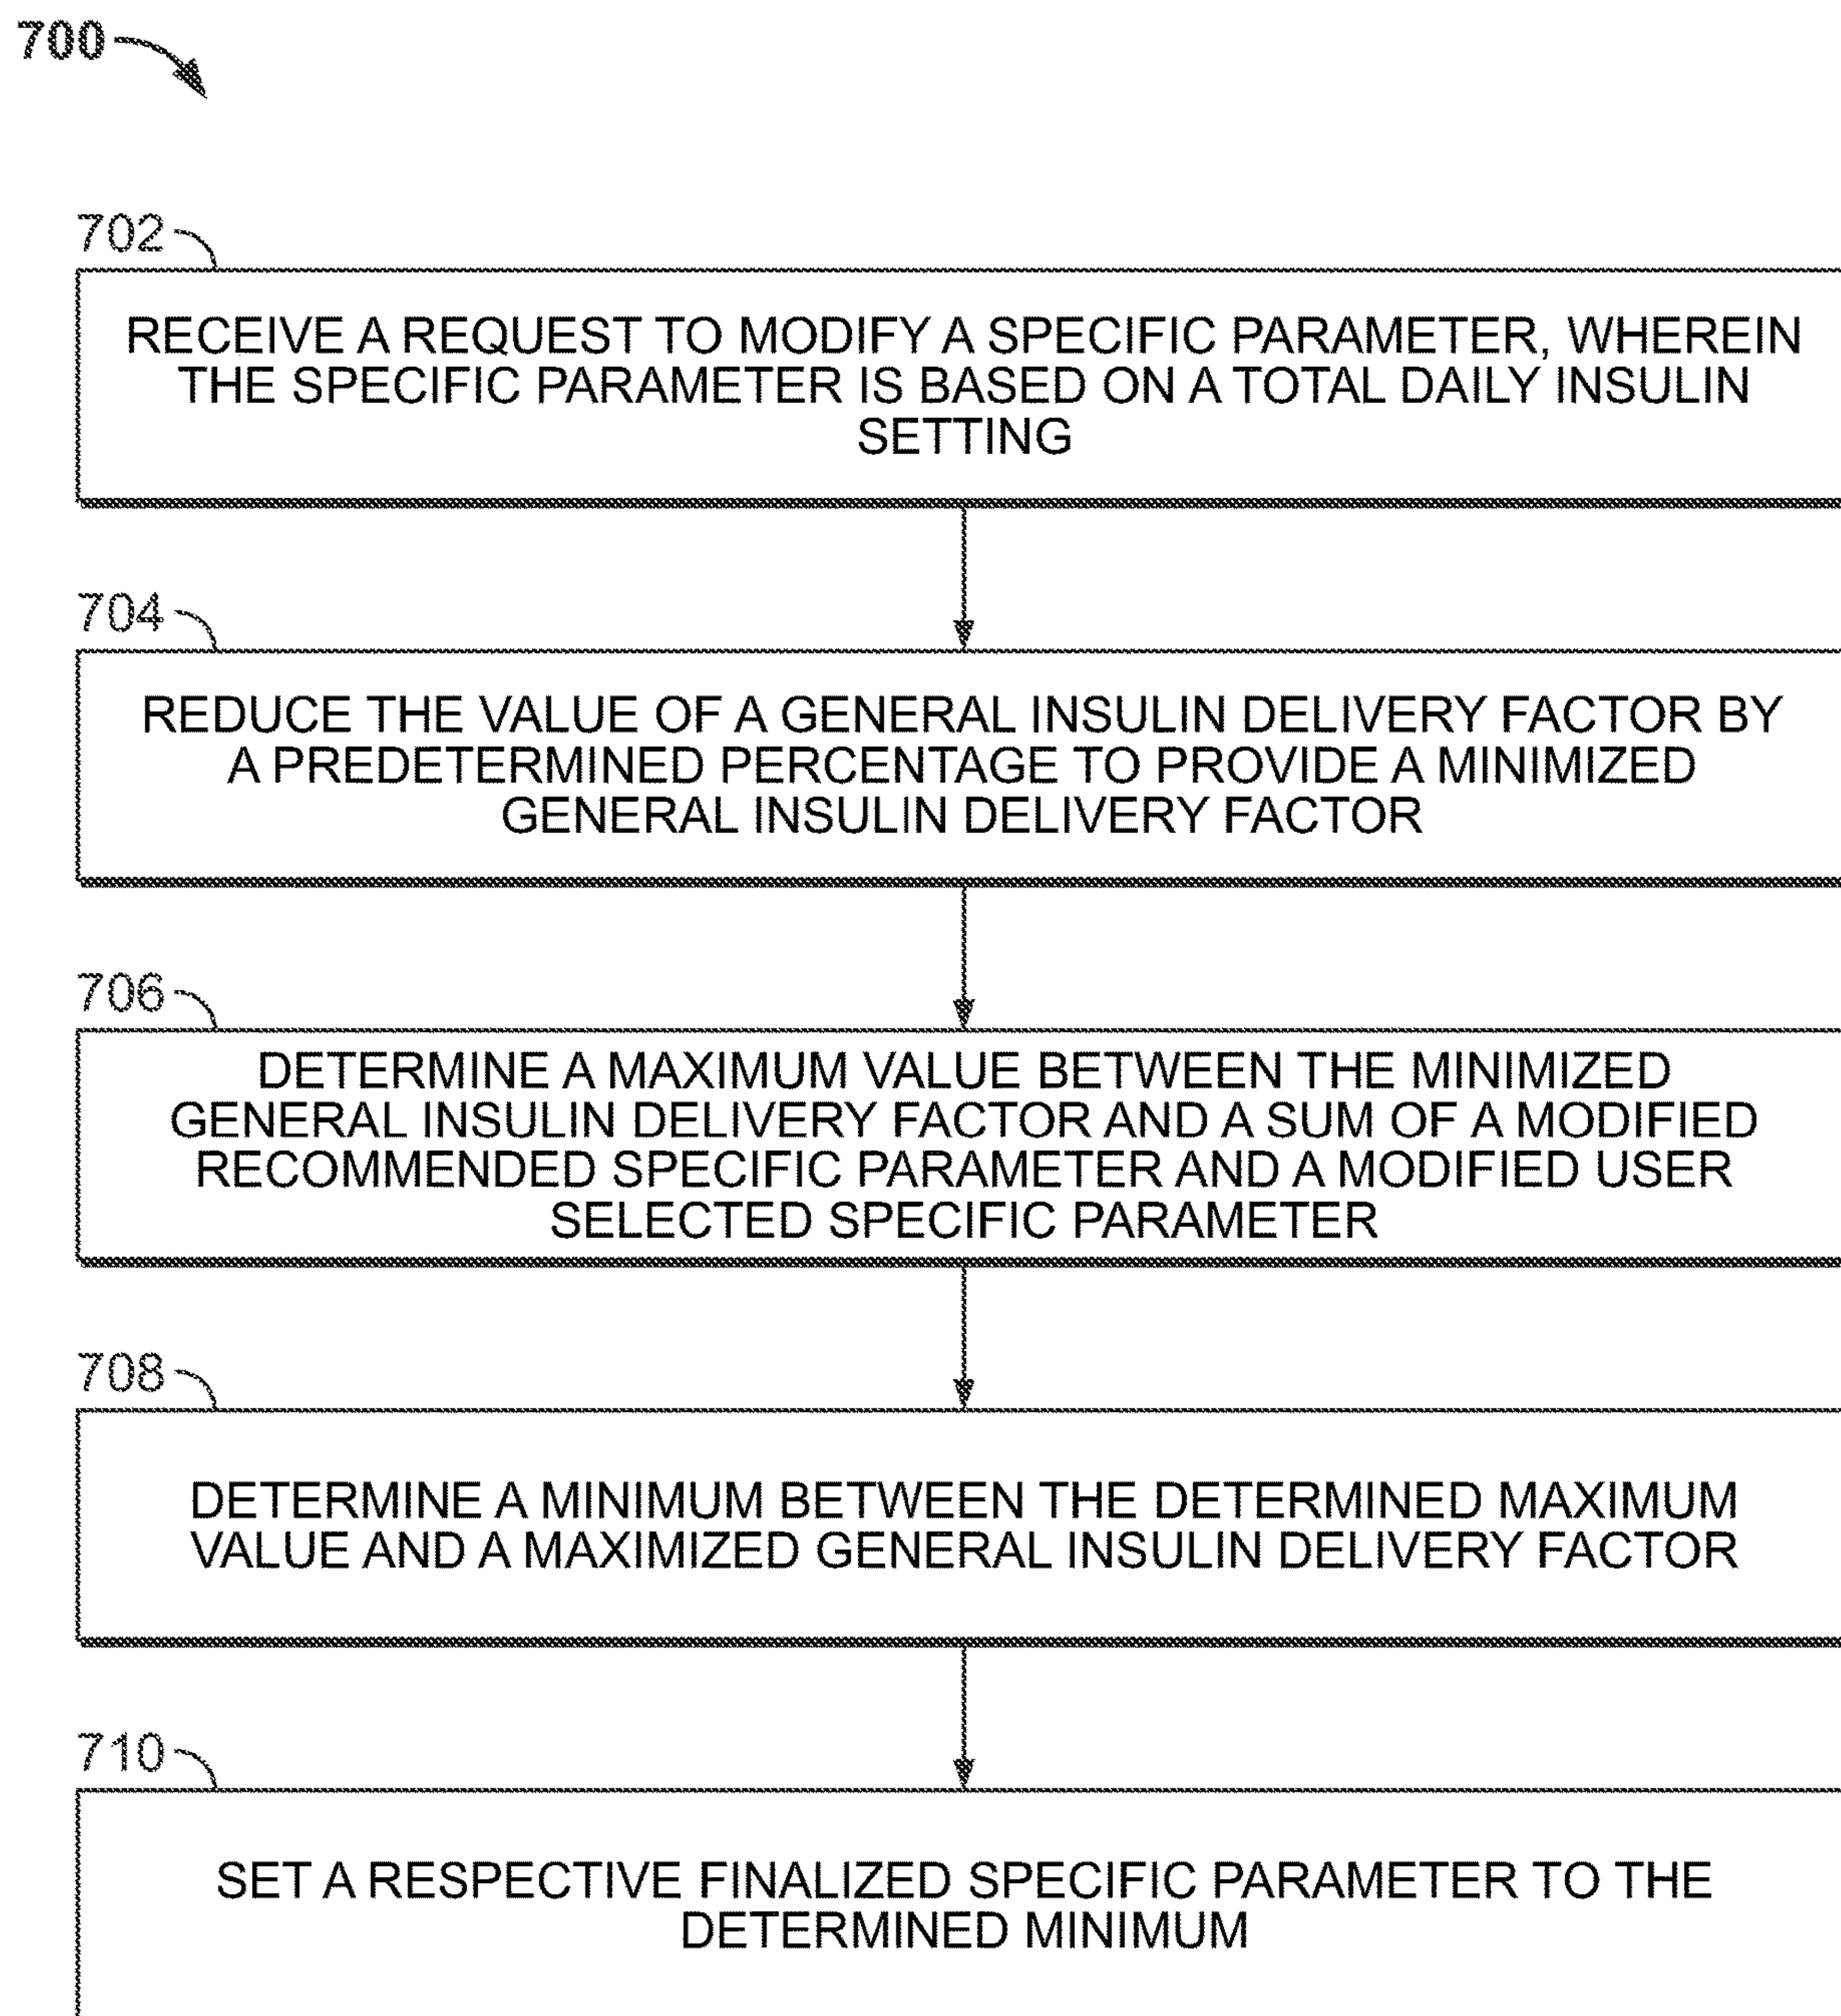 700
702
RECEIVE A REQUEST TO MODIFY A SPECIFIC PARAMETER, WHEREIN
THE SPECIFIC PARAMETER IS BASED ON A TOTAL DAILY INSULIN
SETTING
704
REDUCE THE VALUE OF A GENERAL INSULIN DELIVERY FACTOR BY
A PREDETERMINED PERCENTAGE TO PROVIDE A MINIMIZED
GENERAL INSULIN DELIVERY FACTOR
706
DETERMINE A MAXIMUM VALUE BETWEEN THE MINIMIZED
GENERAL INSULIN DELIVERY FACTOR AND A SUM OF A MODIFIED
RECOMMENDED SPECIFIC PARAMETER AND A MODIFIED USER
SELECTED SPECIFIC PARAMETER
708
DETERMINE A MINIMUM BETWEEN THE DETERMINED MAXIMUM
VALUE AND A MAXIMIZED GENERAL INSULIN DELIVERY FACTOR
710
SET A RESPECTIVE FINALIZED SPECIFIC PARAMETER TO THE
DETERMINED MINIMUM